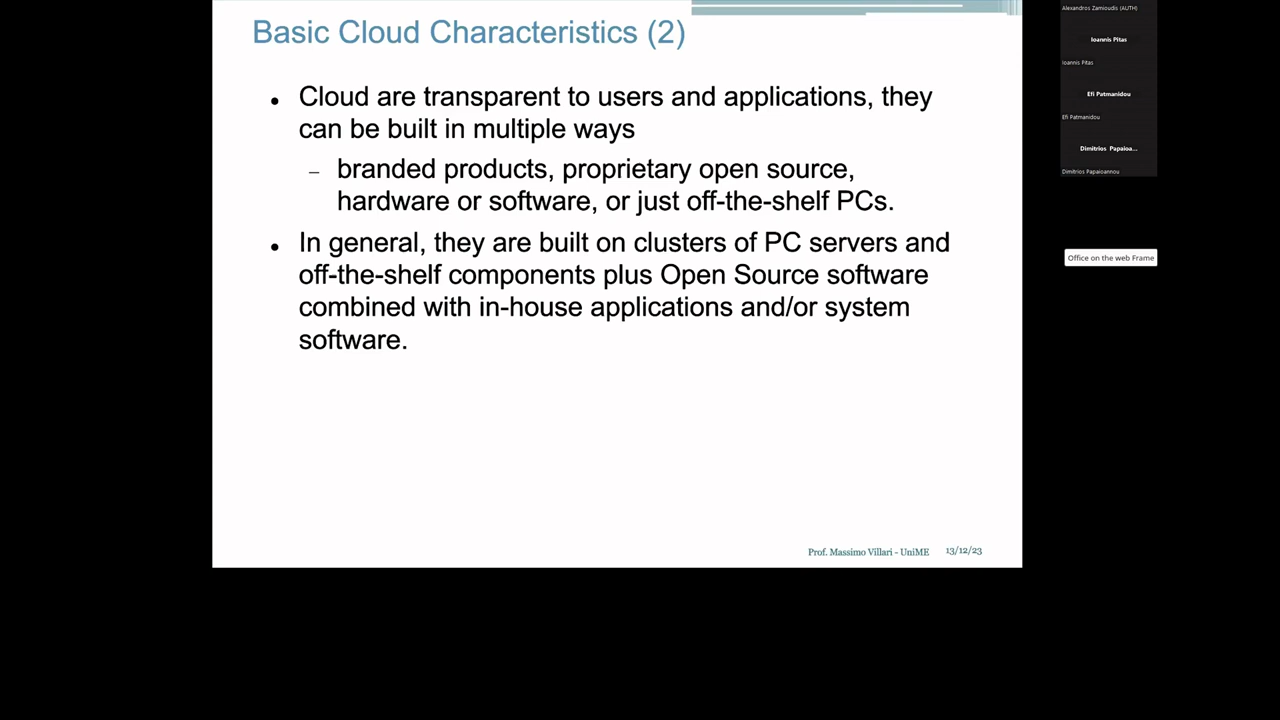 Basic Cloud Characteristics (2)
• Cloud are transparent to users and applications, they
can be built in multiple ways
– branded products, proprietary open source,
hardware or software, or just off-the-shelf PCs.
• In general, they are built on clusters of PC servers and
off-the-shelf components plus Open Source software
combined with in-house applications and/or system
software.
Prof. Massimo Villari - UniME 13/12/23
Alexandros Zamioudis (AUTH)
Ioannis Pitas
Ioannis Pitas
Efi Patmanidou
Efi Patmanidou
Dimitrios Papaioa...
Dimitrios Papaioannou
Office on the web Frame